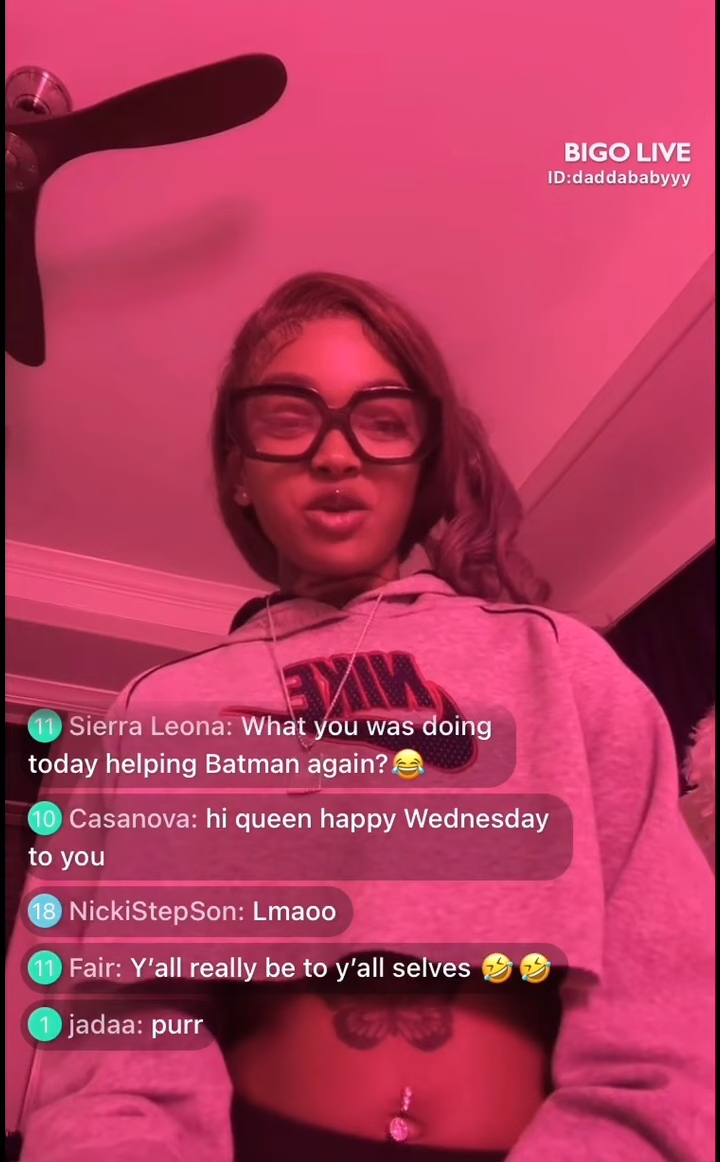 BIGO LIVE
ID:daddababyyy
NIKE
11 Sierra Leona: What you was doing
today helping Batman again?😂
10 Casanova: hi queen happy Wednesday
to you
18 NickiStepSon: Lmaoo
11 Fair: Y’all really be to y’all selves 🤣🤣
1 jadaa: purr